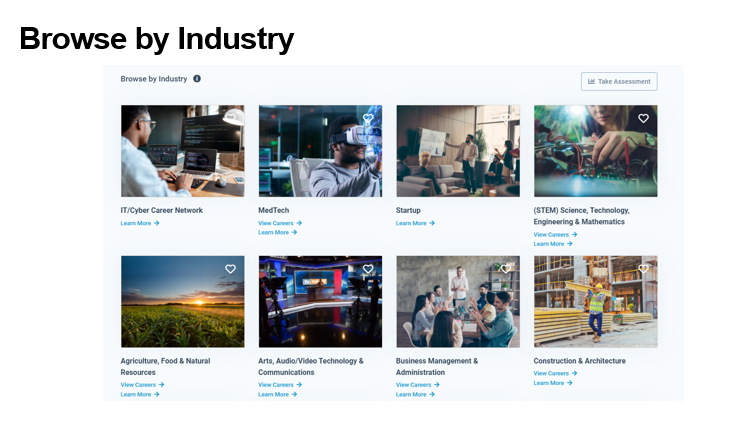 Browse by Industry
Browse by Industry
Take Assessment
IT/Cyber Career Network
Learn More
MedTech
View Careers
Learn More
Startup
Learn More
(STEM) Science, Technology,
Engineering & Mathematics
View Careers
Learn More
Agriculture, Food & Natural
Resources
View Careers
Learn More
Arts, Audio/Video Technology &
Communications
View Careers
Learn More
Business Management &
Administration
View Careers
Learn More
Construction & Architecture
View Careers
Learn More